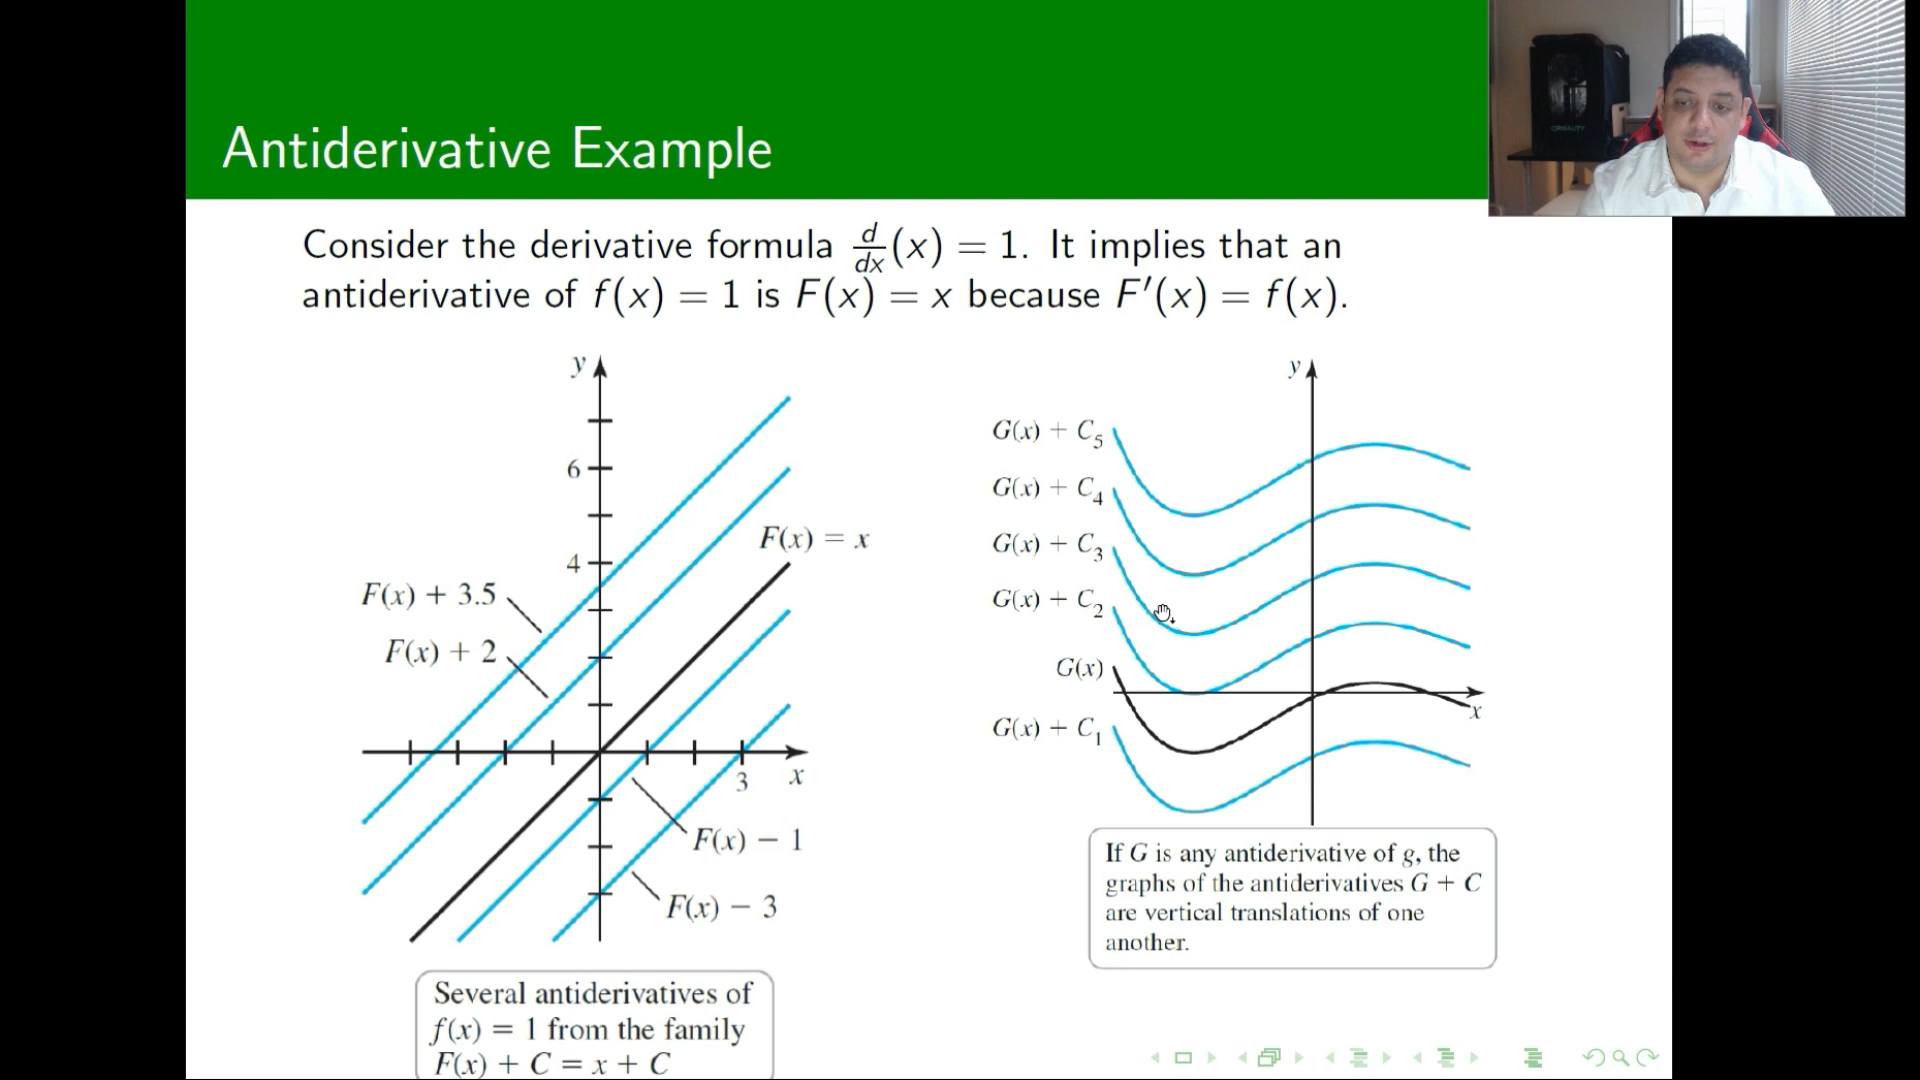 Antiderivative Example
Consider the derivative formula d/dx (x) = 1. It implies that an
antiderivative of f(x) = 1 is F(x) = x because F′(x) = f(x).
y
6
4
F(x) = x
F(x) + 3.5
F(x) + 2
3
x
F(x) − 1
F(x) − 3
Several antiderivatives of
f(x) = 1 from the family
F(x) + C = x + C
y
G(x) + C₅
G(x) + C₄
G(x) + C₃
G(x) + C₂
G(x)
x
G(x) + C₁
If G is any antiderivative of g, the
graphs of the antiderivatives G + C
are vertical translations of one
another.
CREALITY